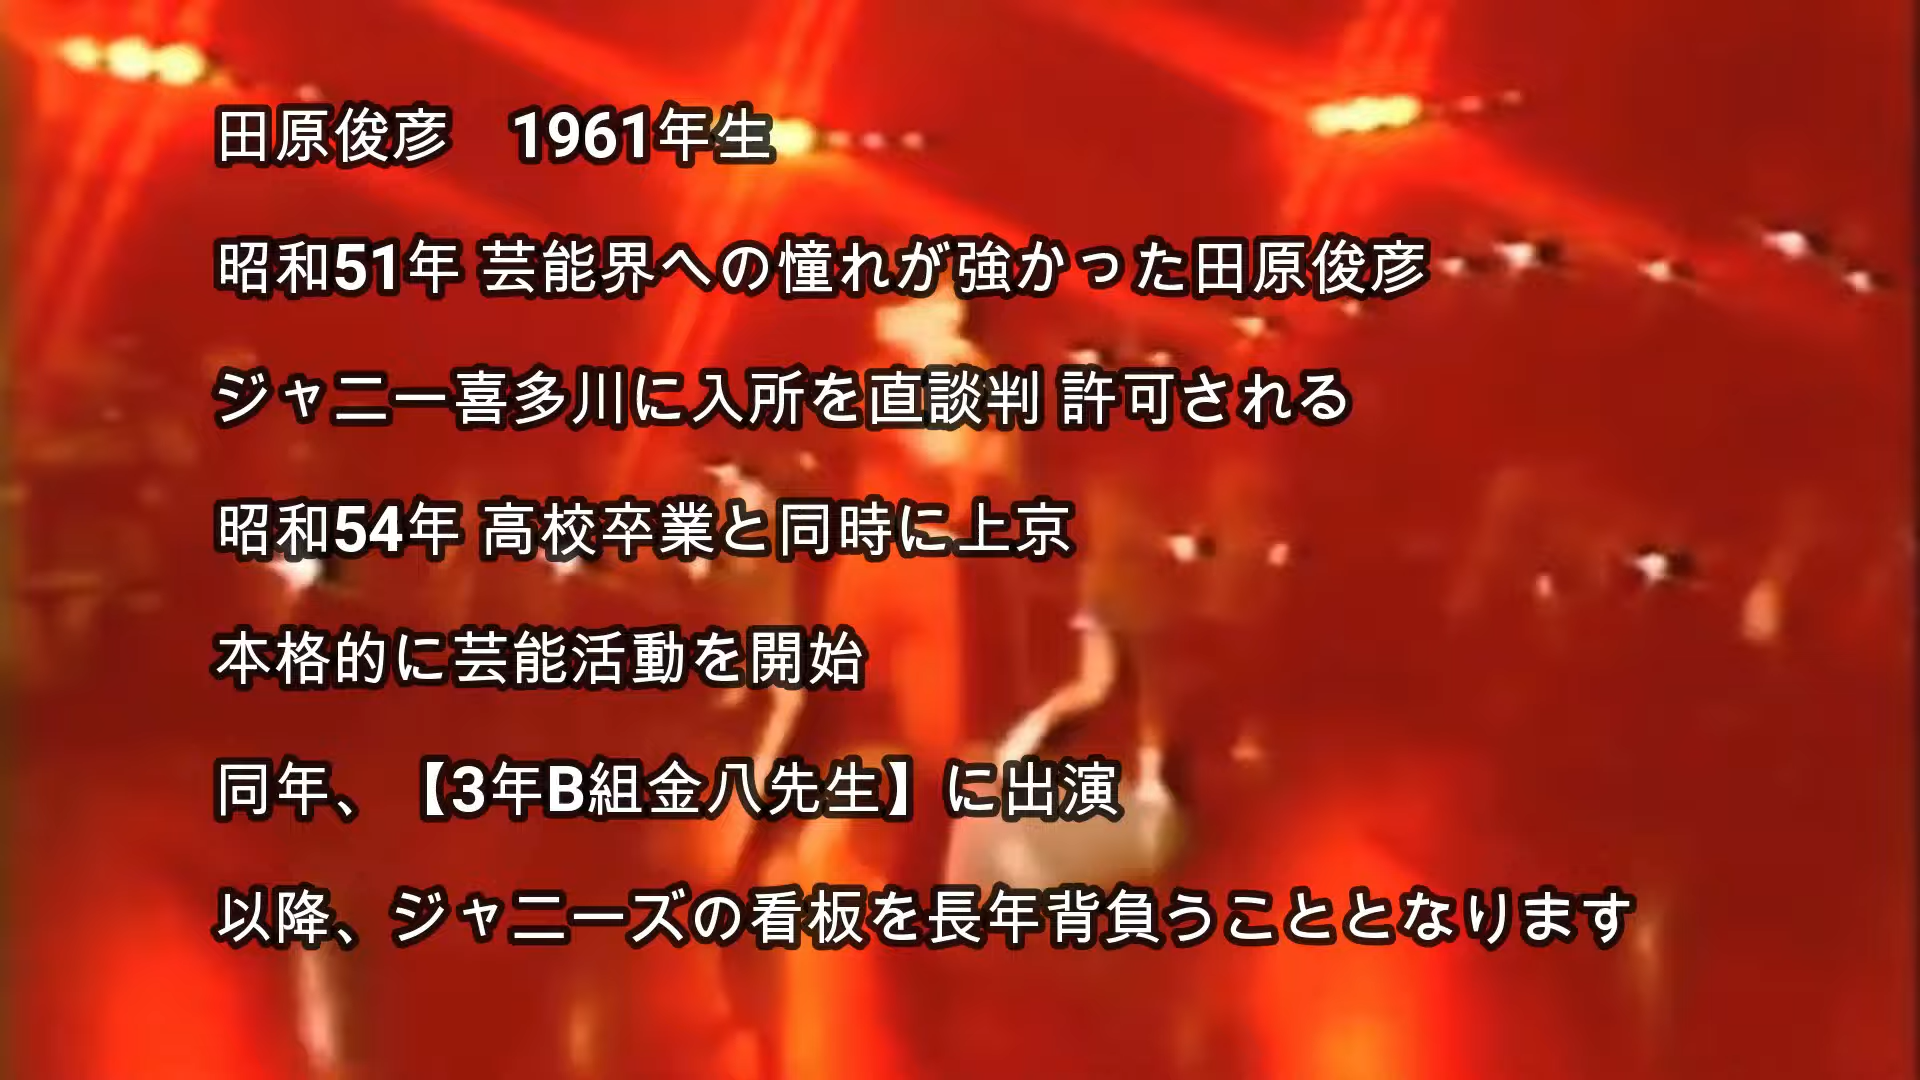 田原俊彦　1961年生
昭和51年 芸能界への憧れが強かった田原俊彦
ジャニー喜多川に入所を直談判 許可される
昭和54年 高校卒業と同時に上京
本格的に芸能活動を開始
同年、【3年B組金八先生】に出演
以降、ジャニーズの看板を長年背負うこととなります